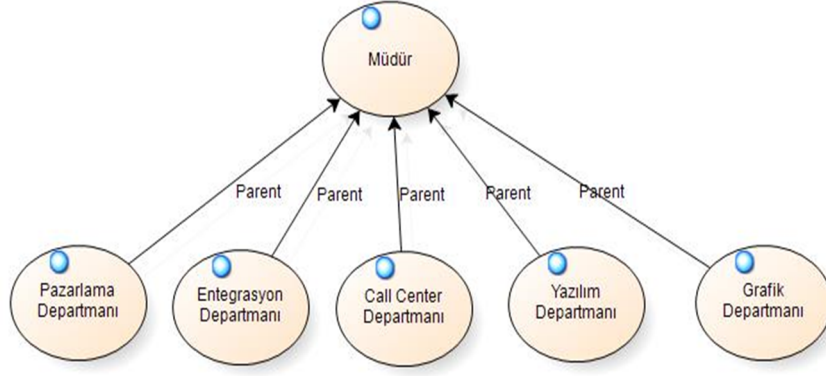 Müdür
Parent
Parent
Parent
Parent
Parent
Pazarlama
Departmanı
Entegrasyon
Departmanı
Call Center
Departmanı
Yazılım
Departmanı
Grafik
Departmanı